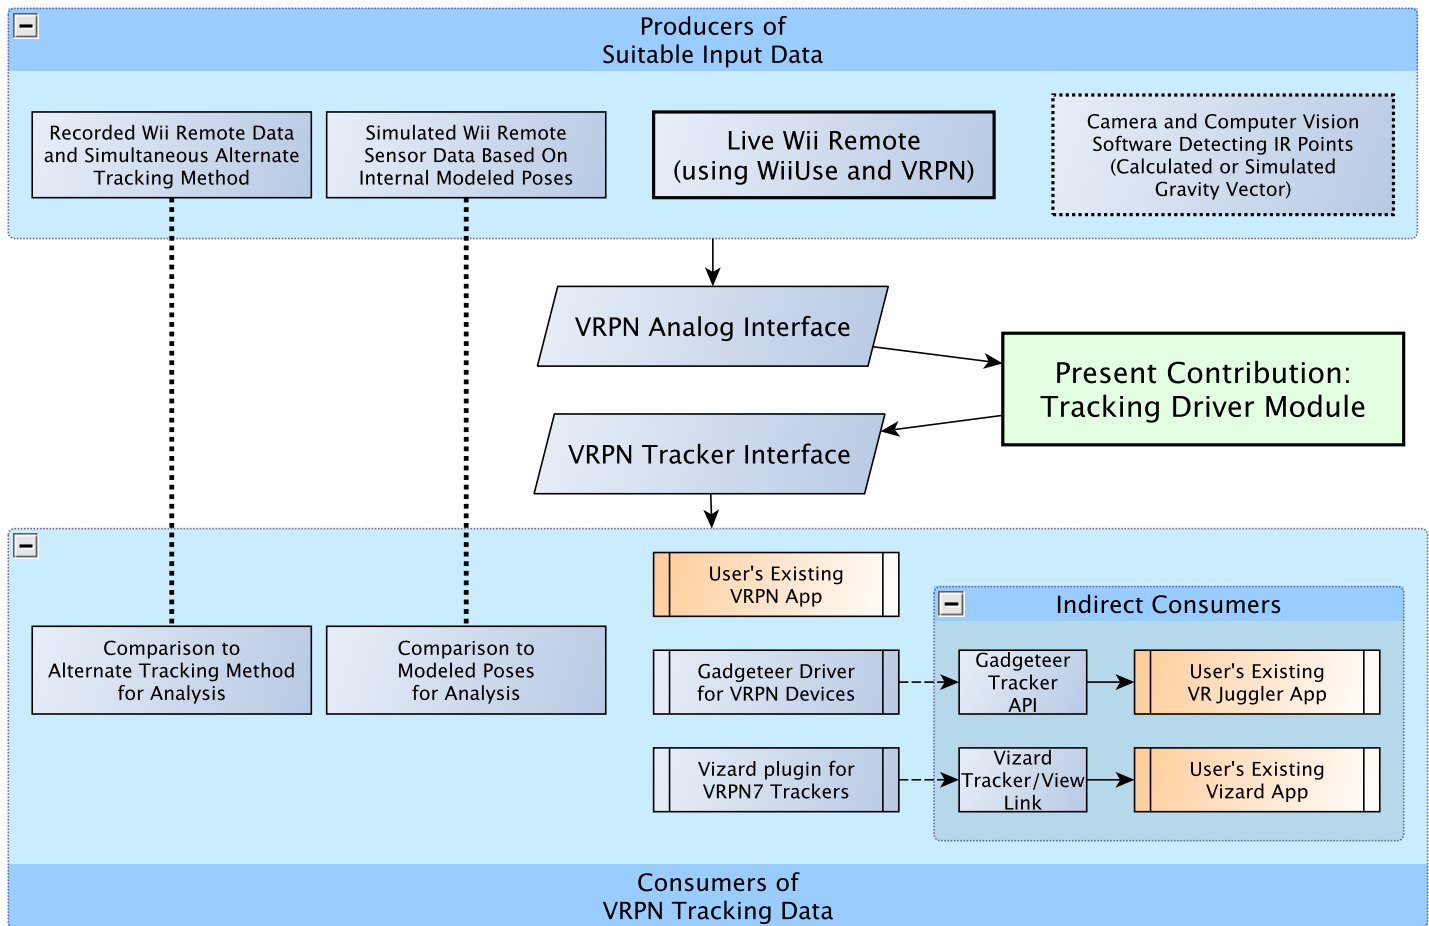 Producers of
Suitable Input Data
Recorded Wii Remote Data
and Simultaneous Alternate
Tracking Method
Simulated Wii Remote
Sensor Data Based On
Internal Modeled Poses
Live Wii Remote
(using WiiUse and VRPN)
Camera and Computer Vision
Software Detecting IR Points
(Calculated or Simulated
Gravity Vector)
VRPN Analog Interface
Present Contribution:
Tracking Driver Module
VRPN Tracker Interface
User's Existing
VRPN App
Indirect Consumers
Comparison to
Alternate Tracking Method
for Analysis
Comparison to
Modeled Poses
for Analysis
Gadgeteer Driver
for VRPN Devices
Gadgeteer
Tracker
API
User's Existing
VR Juggler App
Vizard plugin for
VRPN7 Trackers
Vizard
Tracker/View
Link
User's Existing
Vizard App
Consumers of
VRPN Tracking Data